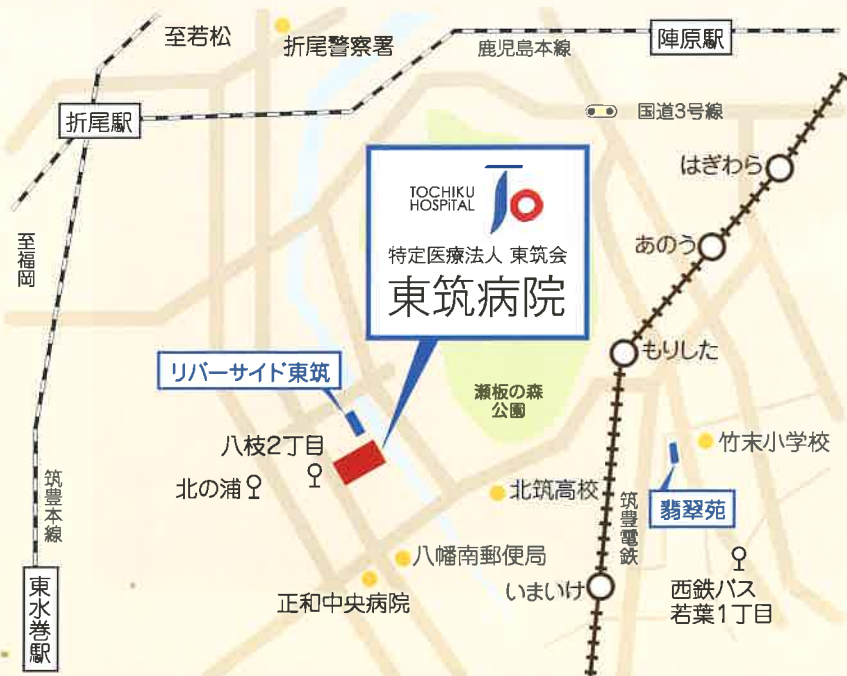 至若松
折尾警察署
鹿児島本線
陣原駅
折尾駅
国道3号線
はぎわら
TOCHIKU
HOSPITAL
特定医療法人 東筑会
東筑病院
あのう
至福岡
もりした
リバーサイド東筑
瀬板の森
公園
八枝2丁目
竹末小学校
北の浦
北筑高校
筑豊本線
筑豊電鉄
翡翠苑
八幡南郵便局
いまいけ
西鉄バス
若葉1丁目
正和中央病院
東水巻駅